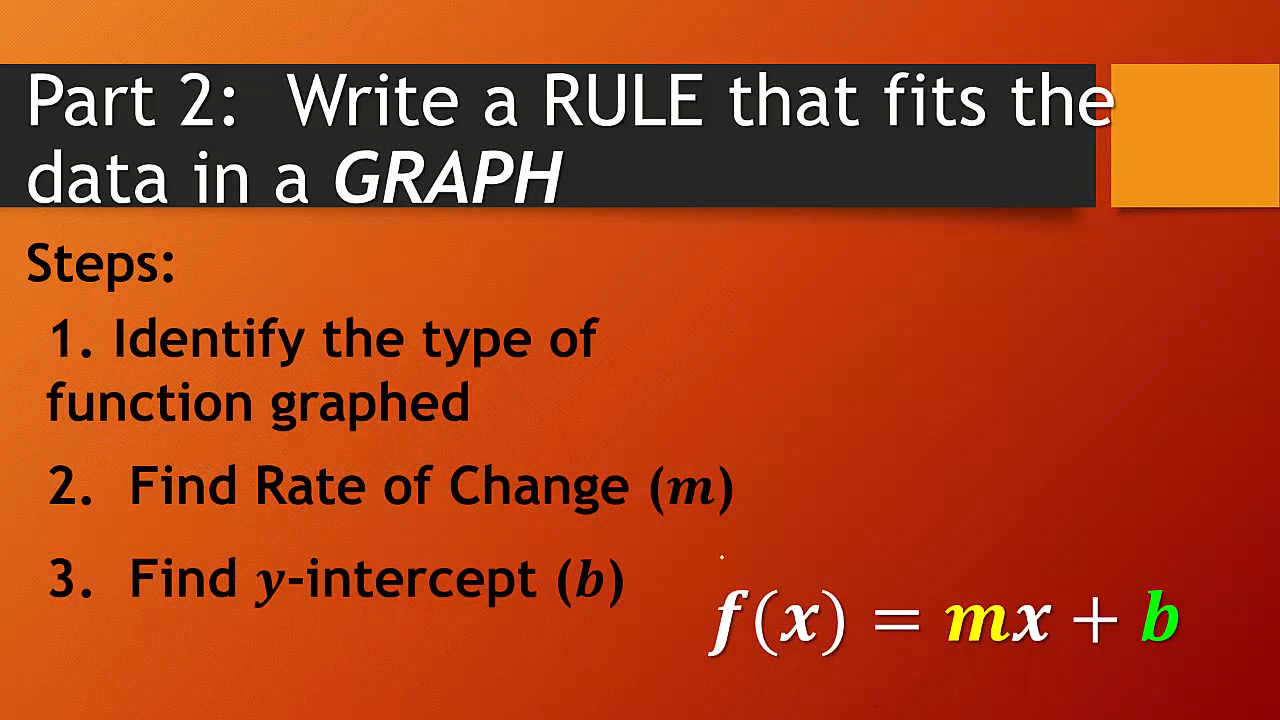 Part 2: Write a RULE that fits the
data in a GRAPH
Steps:
1. Identify the type of
function graphed
2. Find Rate of Change (m)
3. Find y-intercept (b)
f(x) = mx + b